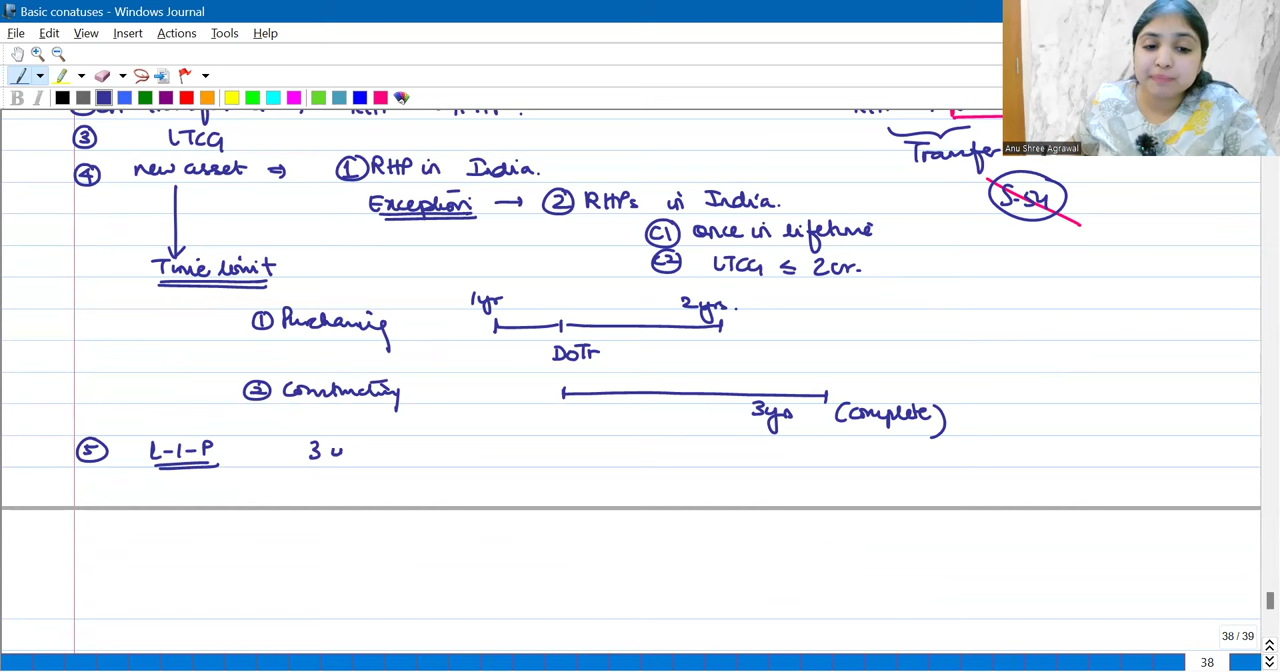 Basic conatuses - Windows Journal
File Edit View Insert Actions Tools Help
B I
③ LTCG
④ new asset ⇒ ① RHP in India.
Transfer
Anu Shree Agrawal
Exception → ② RHPs in India.
S-54
C1 once in lifetime
C2 LTCG ≤ 2cr.
Time limit
1yr 2yrs.
① Purchasing
DoTr
② Constructing
3yrs (complete)
⑤ L-I-P 3
38 / 39
38